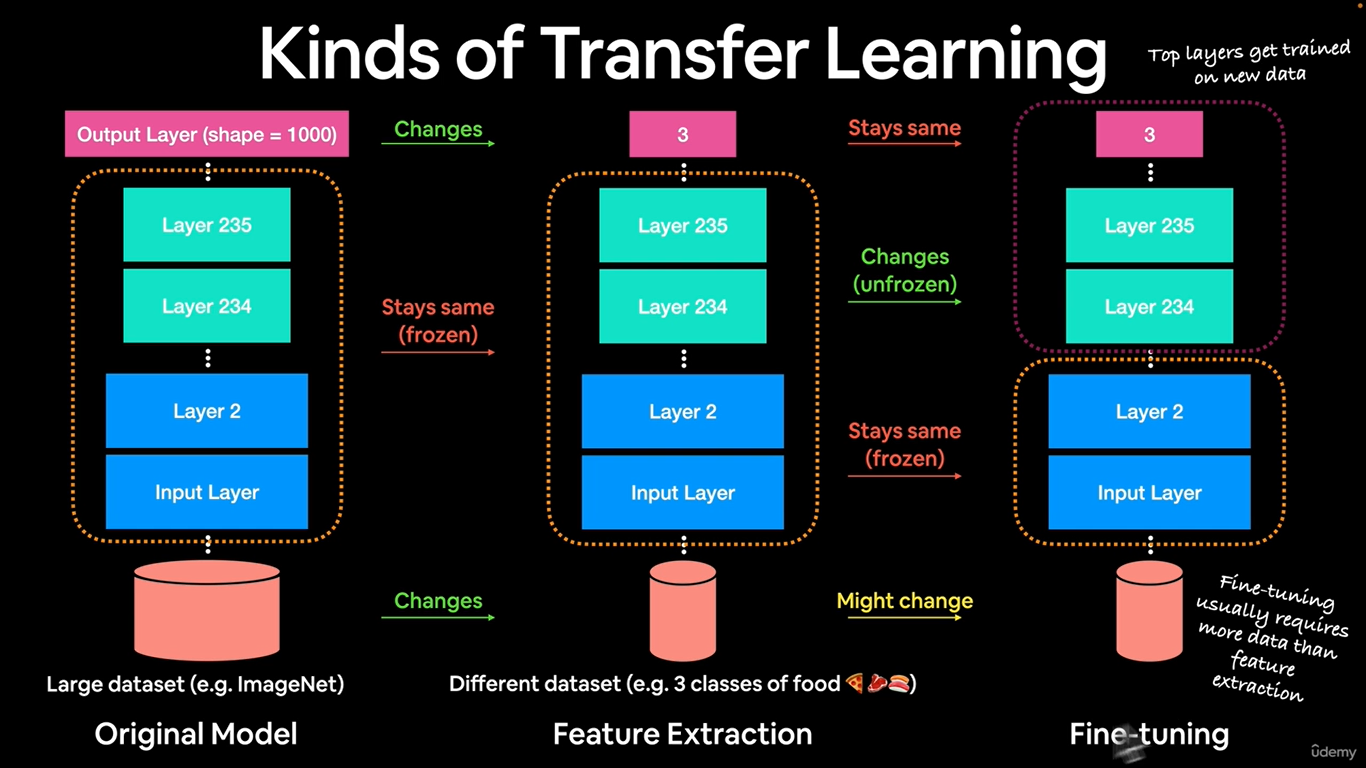 Kinds of Transfer Learning
Top layers get trained
on new data
Output Layer (shape = 1000)
Changes
3
Stays same
3
Layer 235
Layer 235
Layer 235
Changes
(unfrozen)
Layer 234
Stays same
(frozen)
Layer 234
Layer 234
Layer 2
Layer 2
Stays same
(frozen)
Layer 2
Input Layer
Input Layer
Input Layer
Changes
Might change
Fine-tuning
usually requires
more data than
feature
extraction
Large dataset (e.g. ImageNet)
Different dataset (e.g. 3 classes of food 🍕🥩🍣)
Original Model
Feature Extraction
Fine-tuning
ûdemy